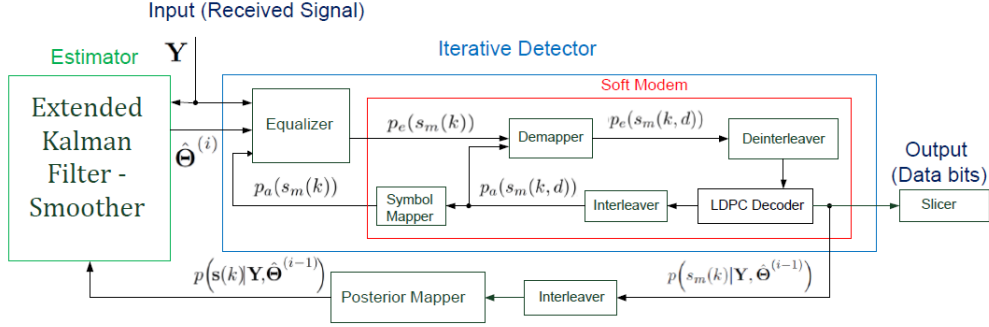 Input (Received Signal)
Iterative Detector
Estimator
Y
Soft Modem
Extended
Kalman
Filter -
Smoother
Θ̂^(i)
Equalizer
p_e(s_m(k))
Demapper
p_e(s_m(k, d))
Deinterleaver
Output
(Data bits)
p_a(s_m(k))
Symbol
Mapper
p_a(s_m(k, d))
Interleaver
LDPC Decoder
Slicer
p(s(k)|Y,Θ̂^(i−1))
Posterior Mapper
Interleaver
p(s_m(k)|Y, Θ̂^(i−1))